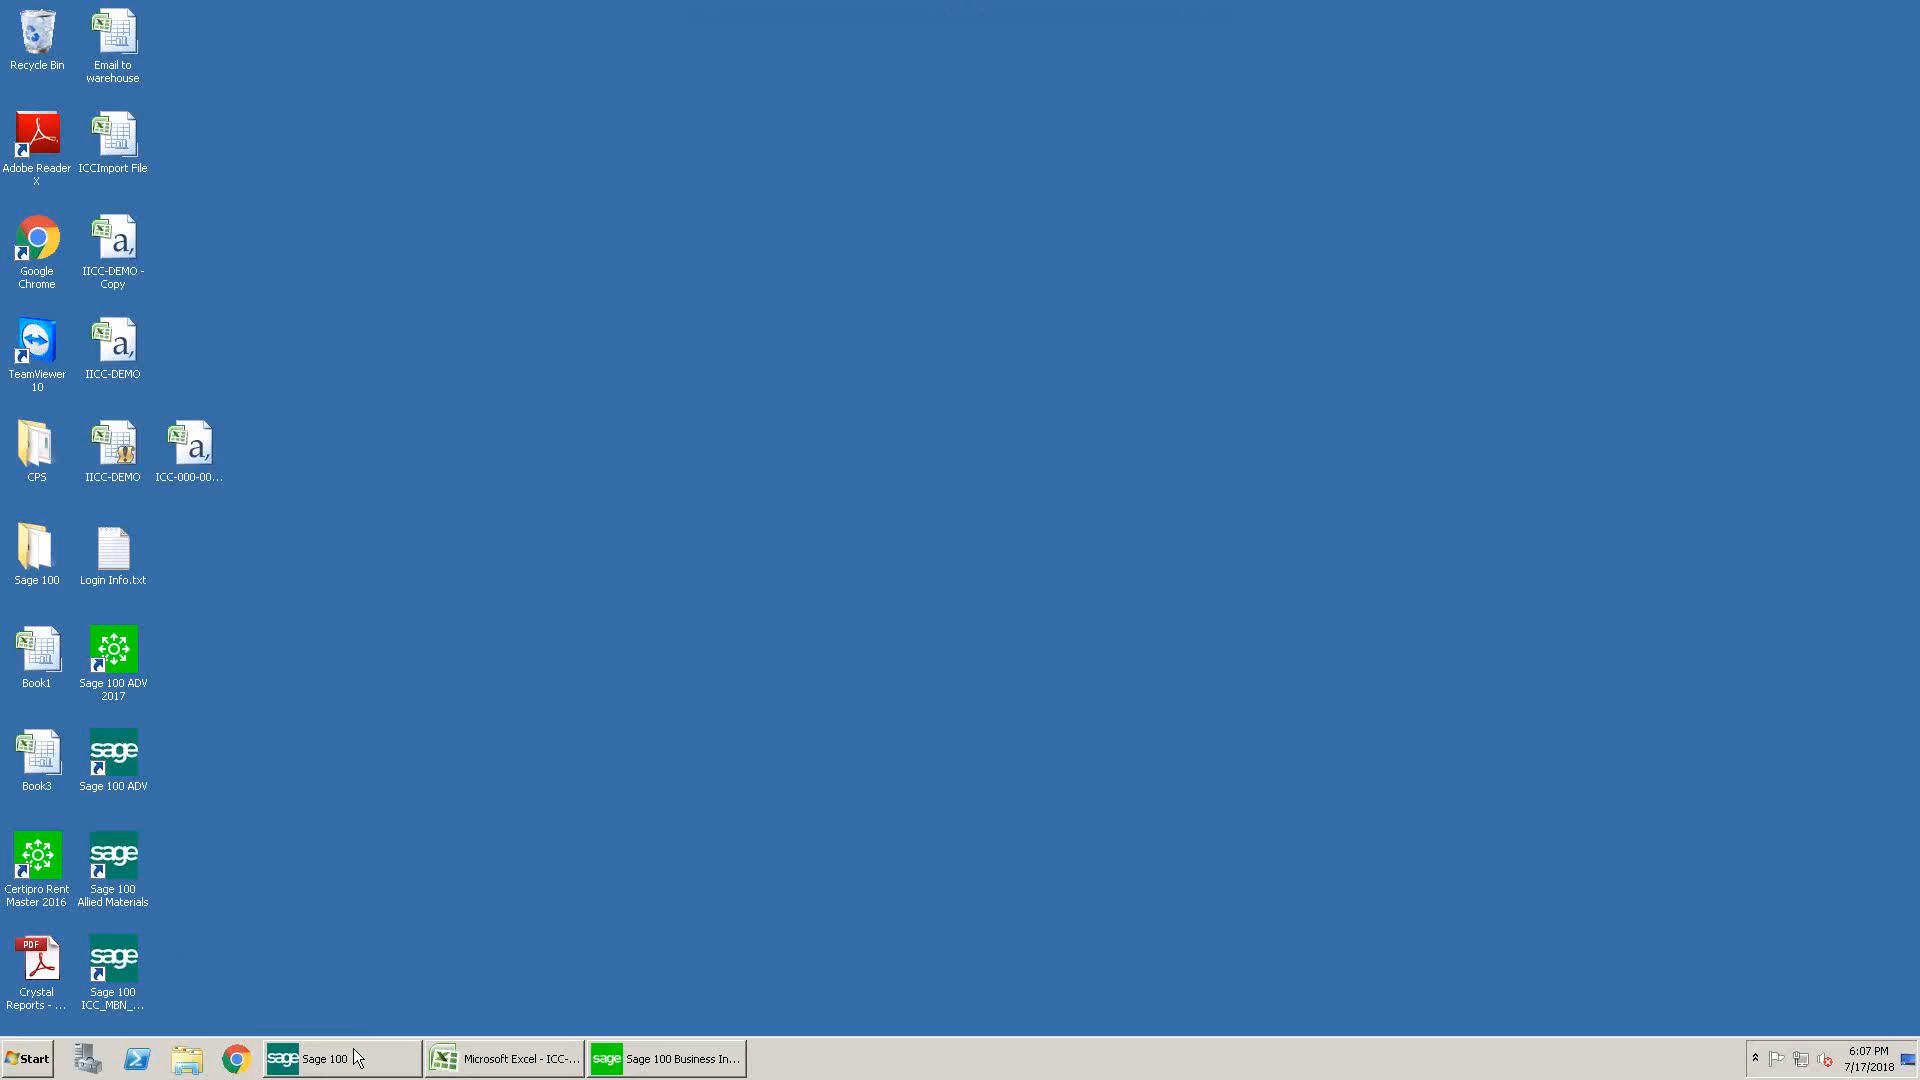 Recycle Bin
Email to
warehouse
Adobe Reader
X
ICCImport File
Google
Chrome
IICC-DEMO -
Copy
a,
TeamViewer
10
IICC-DEMO
a,
CPS
IICC-DEMO
ICC-000-00...
a,
Sage 100
Login Info.txt
Book1
Sage 100 ADV
2017
Book3
sage
Sage 100 ADV
Certipro Rent
Master 2016
sage
Sage 100
Allied Materials
PDF
Crystal
Reports - ...
sage
Sage 100
ICC_MBN_...
Start
sage Sage 100
Microsoft Excel - ICC-...
sage Sage 100 Business In...
6:07 PM
7/17/2018